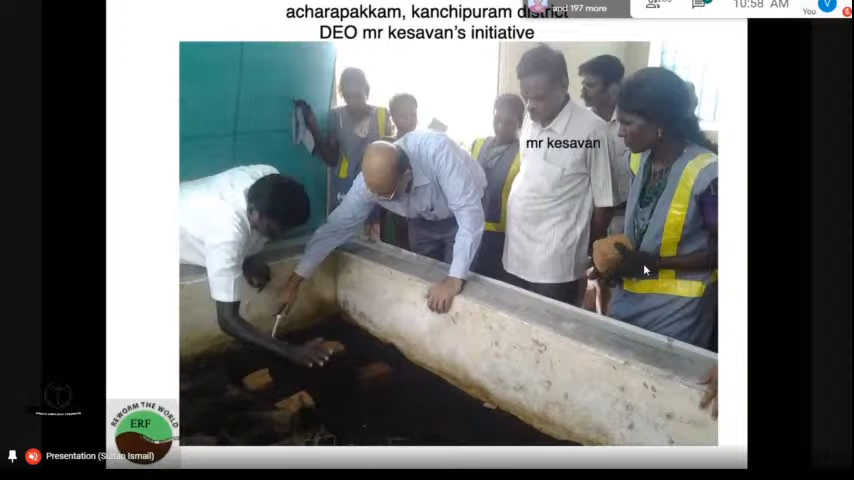 acharapakkam, kanchipuram district
DEO mr kesavan's initiative
and 197 more
10:58 AM
You
mr kesavan
REWORM THE WORLD
ERF
Presentation (Sultan Ismail)